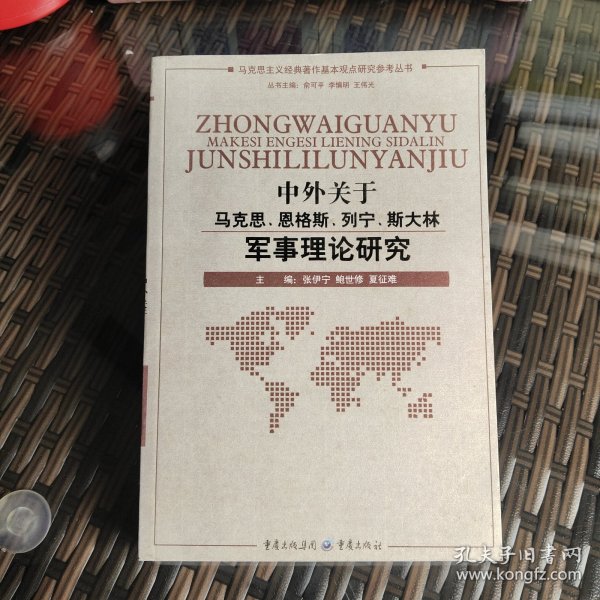 马克思主义经典著作基本观点研究参考丛书
丛书主编：俞可平 李慎明 王伟光
ZHONGWAIGUANYU
MAKESI ENGESI LIENING SIDALIN
JUNSHILILUNYANJIU
中外关于
马克思、恩格斯、列宁、斯大林
军事理论研究
主 编：张伊宁 鲍世修 夏征难
重庆出版集团 重庆出版社
孔夫子旧书网
www.kongfz.com